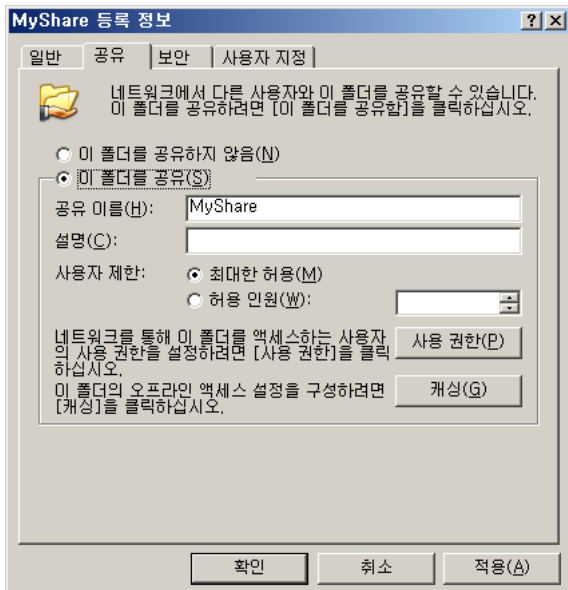 MyShare 등록 정보
일반 공유 보안 사용자 지정
네트워크에서 다른 사용자와 이 폴더를 공유할 수 있습니다.
이 폴더를 공유하려면 [이 폴더를 공유함]을 클릭하십시오.
이 폴더를 공유하지 않음(N)
이 폴더를 공유(S)
공유 이름(H): MyShare
설명(C):
사용자 제한: 최대한 허용(M)
허용 인원(W):
네트워크를 통해 이 폴더를 액세스하는 사용자
의 사용 권한을 설정하려면 [사용 권한]을 클릭
하십시오.
사용 권한(P)
이 폴더의 오프라인 액세스 설정을 구성하려면
[캐싱]을 클릭하십시오.
캐싱(G)
확인 취소 적용(A)